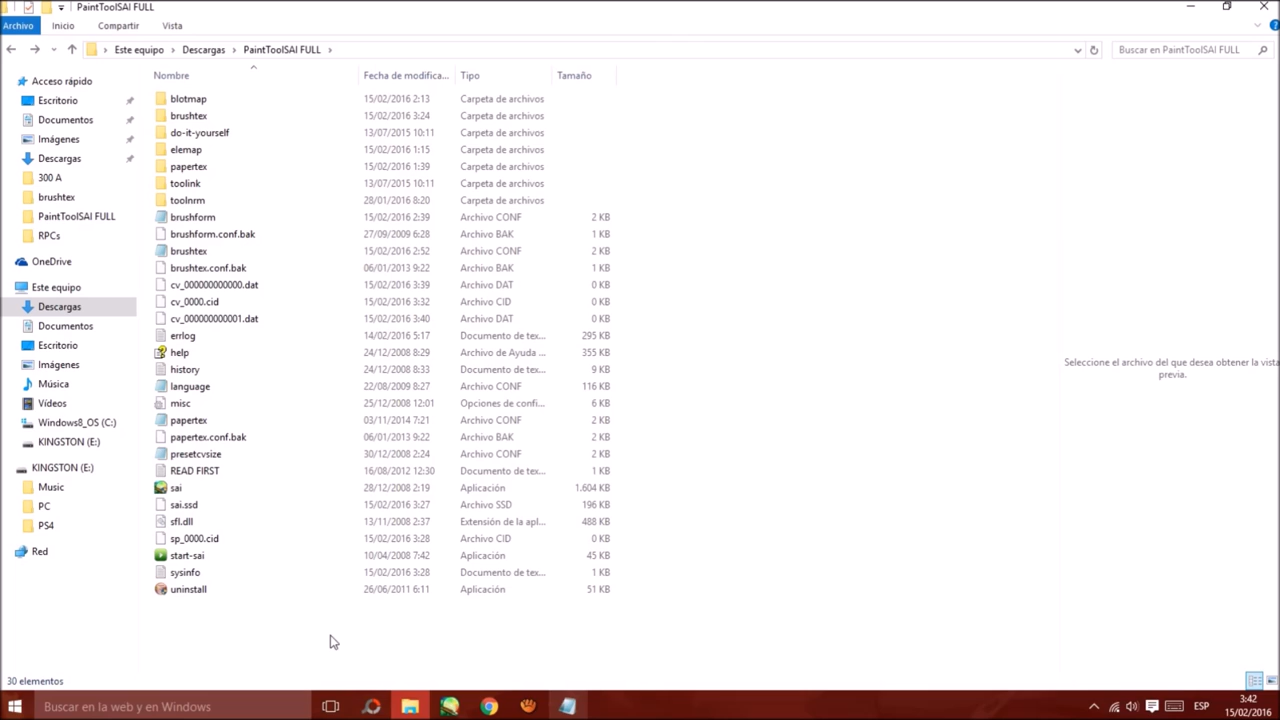 PaintToolSAI FULL
Archivo Inicio Compartir Vista
Este equipo Descargas PaintToolSAI FULL Buscar en PaintToolSAI FULL
Acceso rápido
Escritorio
Documentos
Imágenes
Descargas
300 A
brushtex
PaintToolSAI FULL
RPCs
OneDrive
Este equipo
Descargas
Documentos
Escritorio
Imágenes
Música
Vídeos
Windows8_OS (C:)
KINGSTON (E:)
KINGSTON (E:)
Music
PC
PS4
Red
Nombre Fecha de modifica... Tipo Tamaño
blotmap 15/02/2016 2:13 Carpeta de archivos
brushtex 15/02/2016 3:24 Carpeta de archivos
do-it-yourself 13/07/2015 10:11 Carpeta de archivos
elemap 15/02/2016 1:15 Carpeta de archivos
papertex 15/02/2016 1:39 Carpeta de archivos
toolink 13/07/2015 10:11 Carpeta de archivos
toolnrm 28/01/2016 8:20 Carpeta de archivos
brushform 15/02/2016 2:39 Archivo CONF 2 KB
brushform.conf.bak 27/09/2009 6:28 Archivo BAK 1 KB
brushtex 15/02/2016 2:52 Archivo CONF 2 KB
brushtex.conf.bak 06/01/2013 9:22 Archivo BAK 1 KB
cv_000000000000.dat 15/02/2016 3:39 Archivo DAT 0 KB
cv_0000.cid 15/02/2016 3:32 Archivo CID 0 KB
cv_000000000001.dat 15/02/2016 3:40 Archivo DAT 0 KB
errlog 14/02/2016 5:17 Documento de tex... 295 KB
help 24/12/2008 8:29 Archivo de Ayuda ... 355 KB
history 24/12/2008 8:33 Documento de tex... 9 KB
language 22/08/2009 8:27 Archivo CONF 116 KB
misc 25/12/2008 12:01 Opciones de confi... 6 KB
papertex 03/11/2014 7:21 Archivo CONF 2 KB
papertex.conf.bak 06/01/2013 9:22 Archivo BAK 2 KB
presetcvsize 30/12/2008 2:24 Archivo CONF 2 KB
READ FIRST 16/08/2012 12:30 Documento de tex... 1 KB
sai 28/12/2008 2:19 Aplicación 1.604 KB
sai.ssd 15/02/2016 3:27 Archivo SSD 196 KB
sfl.dll 13/11/2008 2:37 Extensión de la apl... 488 KB
sp_0000.cid 15/02/2016 3:28 Archivo CID 0 KB
start-sai 10/04/2008 7:42 Aplicación 45 KB
sysinfo 15/02/2016 3:28 Documento de tex... 1 KB
uninstall 26/06/2011 6:11 Aplicación 51 KB
Seleccione el archivo del que desea obtener la vista
previa.
30 elementos
Buscar en la web y en Windows
ESP
3:42
15/02/2016